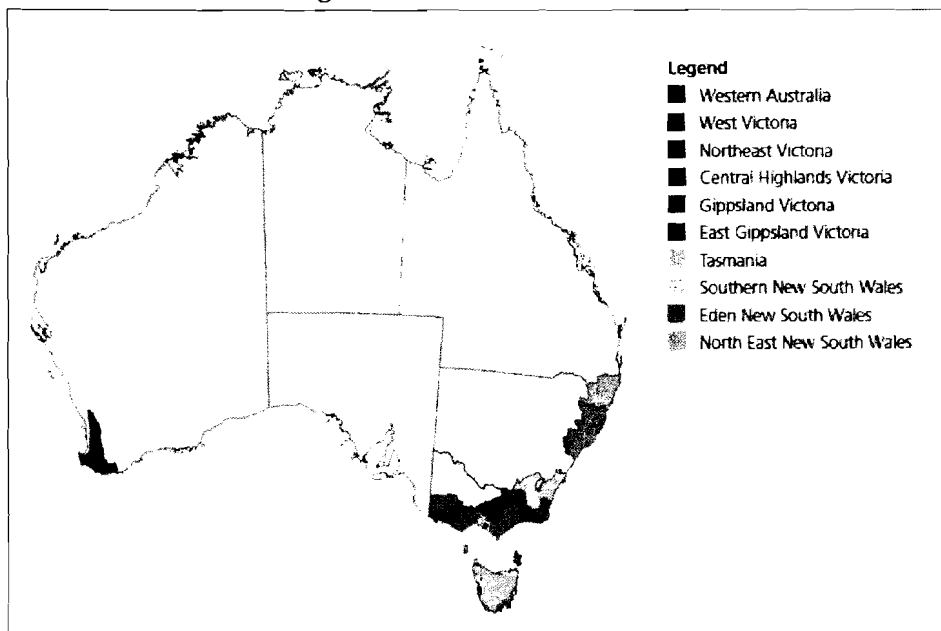 Legend
Western Australia
West Victoria
Northeast Victoria
Central Highlands Victoria
Gippsland Victoria
East Gippsland Victoria
Tasmania
Southern New South Wales
Eden New South Wales
North East New South Wales